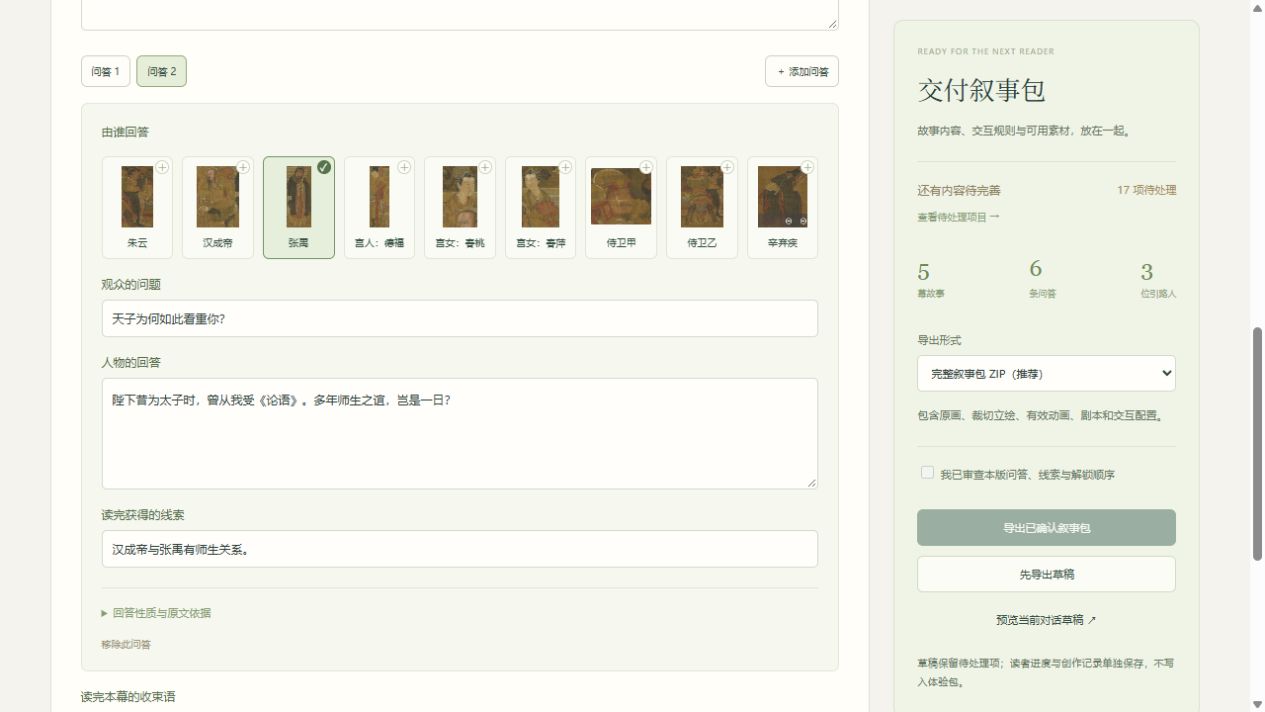 问答 1
问答 2
+ 添加问答
由谁回答
朱云
汉成帝
张禹
宫人：德福
宫女：春桃
宫女：春萍
侍卫甲
侍卫乙
辛弃疾
观众的问题
天子为何如此看重你?
人物的回答
陛下昔为太子时，曾从我受《论语》。多年师生之谊，岂是一日?
读完获得的线索
汉成帝与张禹有师生关系。
▶ 回答性质与原文依据
移除此问答
读完本幕的收束语
READY FOR THE NEXT READER
交付叙事包
故事内容、交互规则与可用素材，放在一起。
还有内容待完善
17 项待处理
查看待处理项目 →
5
幕故事
6
条问答
3
位引路人
导出形式
完整叙事包 ZIP（推荐）
包含原画、裁切立绘、有效动画、剧本和交互配置。
我已审查本版问答、线索与解锁顺序
导出已确认叙事包
先导出草稿
预览当前对话草稿 ↗
草稿保留待处理项；读者进度与创作记录单独保存，不写
入体验包。